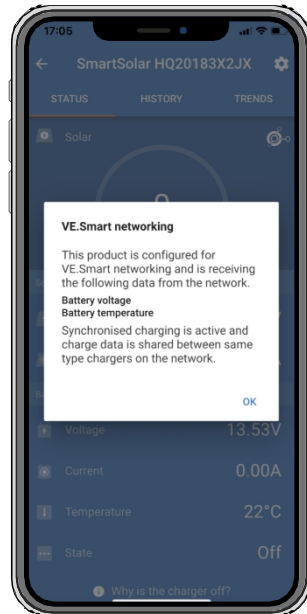 17:05
SmartSolar HQ20183X2JX
STATUS HISTORY TRENDS
Solar
VE.Smart networking
This product is configured for
VE.Smart networking and is receiving
the following data from the network.
Battery voltage
Battery temperature
Synchronised charging is active and
charge data is shared between same
type chargers on the network.
OK
Voltage 13.53V
Current 0.00A
Temperature 22°C
State Off
Why is the charger off?